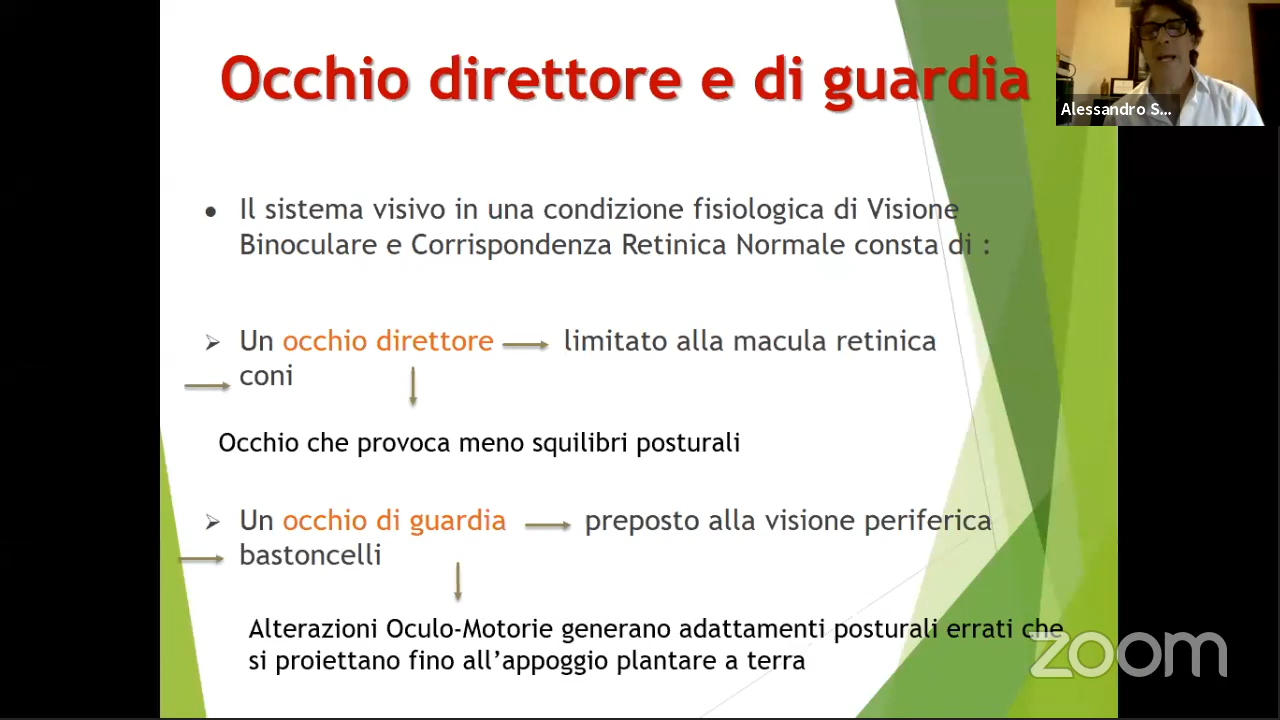 Occhio direttore e di guardia
Alessandro S...
Il sistema visivo in una condizione fisiologica di Visione
Binoculare e Corrispondenza Retinica Normale consta di :
Un occhio direttore limitato alla macula retinica
coni
Occhio che provoca meno squilibri posturali
Un occhio di guardia preposto alla visione periferica
bastoncelli
Alterazioni Oculo-Motorie generano adattamenti posturali errati che
si proiettano fino all'appoggio plantare a terra
zoom